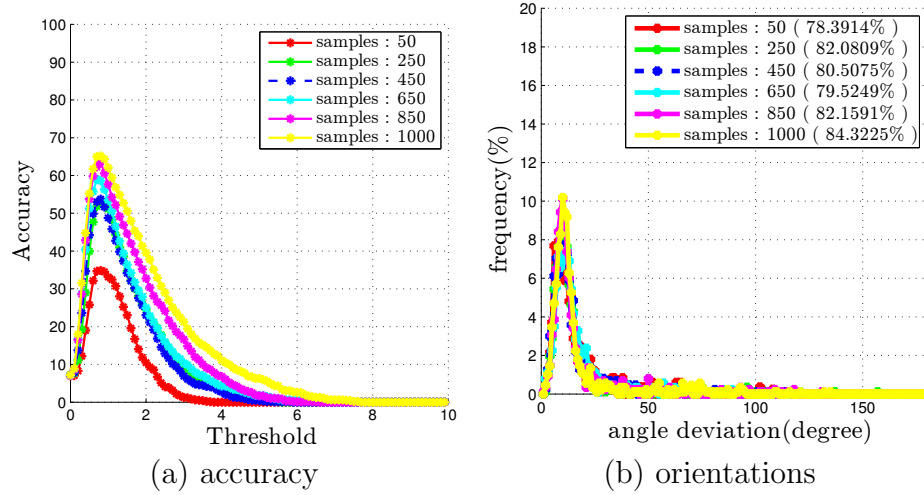 100
90
80
70
60
50
40
30
20
10
0
Accuracy
samples : 50
samples : 250
samples : 450
samples : 650
samples : 850
samples : 1000
0 2 4 6 8 10
Threshold
(a) accuracy
20
18
16
14
12
10
8
6
4
2
0
frequency(%)
samples : 50 ( 78.3914% )
samples : 250 ( 82.0809% )
samples : 450 ( 80.5075% )
samples : 650 ( 79.5249% )
samples : 850 ( 82.1591% )
samples : 1000 ( 84.3225% )
0 50 100 150
angle deviation(degree)
(b) orientations